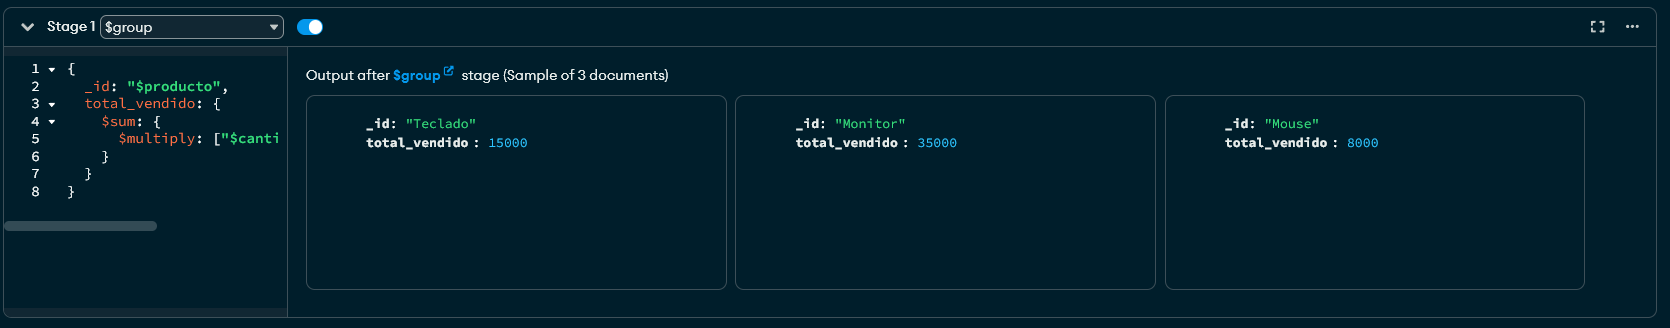 Stage 1 $group
1 {
2 _id: "$producto",
3 total_vendido: {
4 $sum: {
5 $multiply: ["$canti
6 }
7 }
8 }
Output after $group stage (Sample of 3 documents)
_id: "Teclado"
total_vendido : 15000
_id: "Monitor"
total_vendido : 35000
_id: "Mouse"
total_vendido : 8000